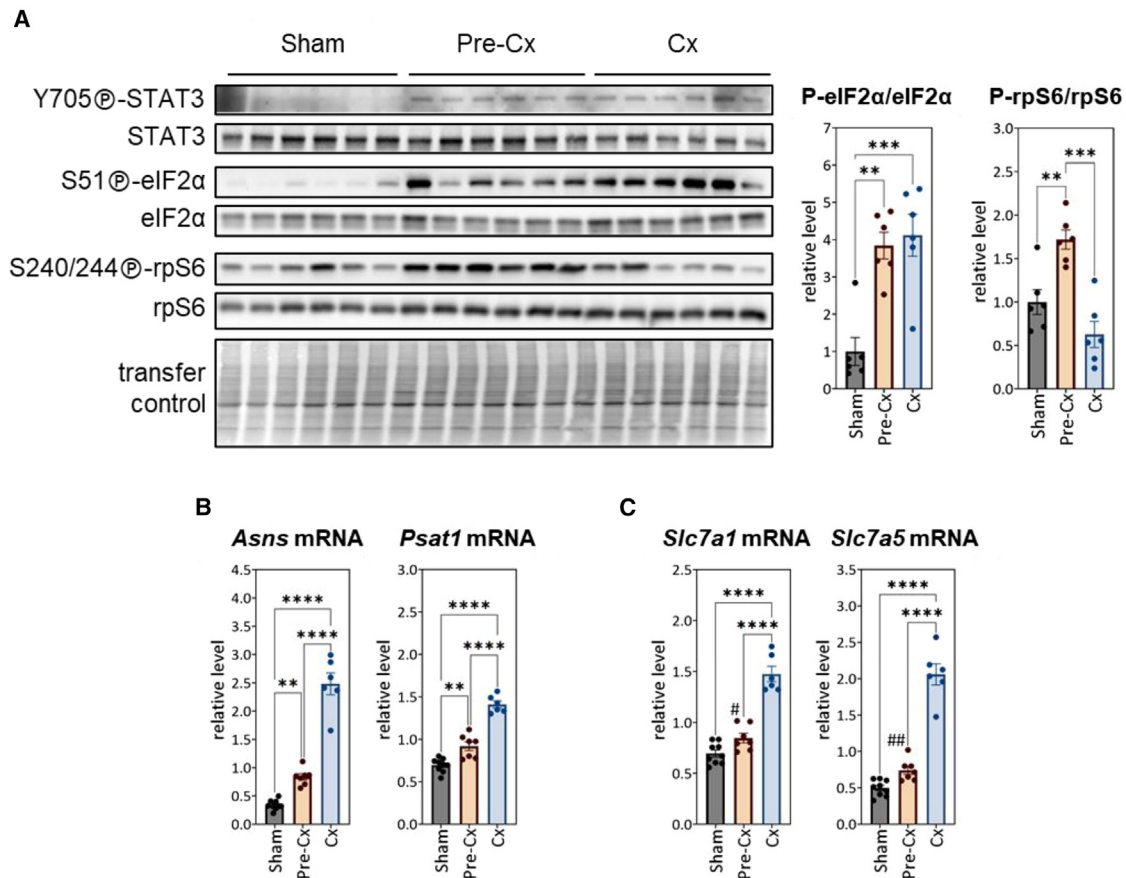 A
Sham Pre-Cx Cx
Y705Ⓟ-STAT3
STAT3
S51Ⓟ-eIF2α
eIF2α
S240/244Ⓟ-rpS6
rpS6
transfer
control
P-eIF2α/eIF2α
relative level
7
6
5
4
3
2
1
0
**
***
Sham
Pre-Cx
Cx
P-rpS6/rpS6
relative level
3.0
2.5
2.0
1.5
1.0
0.5
0.0
**
***
Sham
Pre-Cx
Cx
B
Asns mRNA
relative level
4.5
4.0
3.5
3.0
2.5
2.0
1.5
1.0
0.5
0.0
****
****
**
Sham
Pre-Cx
Cx
Psat1 mRNA
relative level
3.0
2.5
2.0
1.5
1.0
0.5
0.0
****
****
**
Sham
Pre-Cx
Cx
C
Slc7a1 mRNA
relative level
2.5
2.0
1.5
1.0
0.5
0.0
****
****
#
Sham
Pre-Cx
Cx
Slc7a5 mRNA
relative level
3.5
3.0
2.5
2.0
1.5
1.0
0.5
0.0
****
****
##
Sham
Pre-Cx
Cx